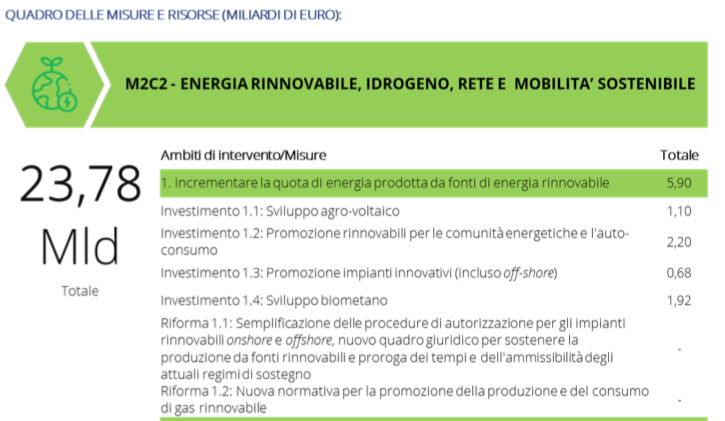 QUADRO DELLE MISURE E RISORSE (MILIARDI DI EURO):
M2C2 - ENERGIA RINNOVABILE, IDROGENO, RETE E MOBILITA’ SOSTENIBILE
23,78
Mld
Totale
Ambiti di intervento/Misure Totale
1. Incrementare la quota di energia prodotta da fonti di energia rinnovabile 5,90
Investimento 1.1: Sviluppo agro-voltaico 1,10
Investimento 1.2: Promozione rinnovabili per le comunità energetiche e l'auto-
consumo 2,20
Investimento 1.3: Promozione impianti innovativi (incluso off-shore) 0,68
Investimento 1.4: Sviluppo biometano 1,92
Riforma 1.1: Semplificazione delle procedure di autorizzazione per gli impianti
rinnovabili onshore e offshore, nuovo quadro giuridico per sostenere la
produzione da fonti rinnovabili e proroga dei tempi e dell'ammissibilità degli
attuali regimi di sostegno -
Riforma 1.2: Nuova normativa per la promozione della produzione e del consumo
di gas rinnovabile -